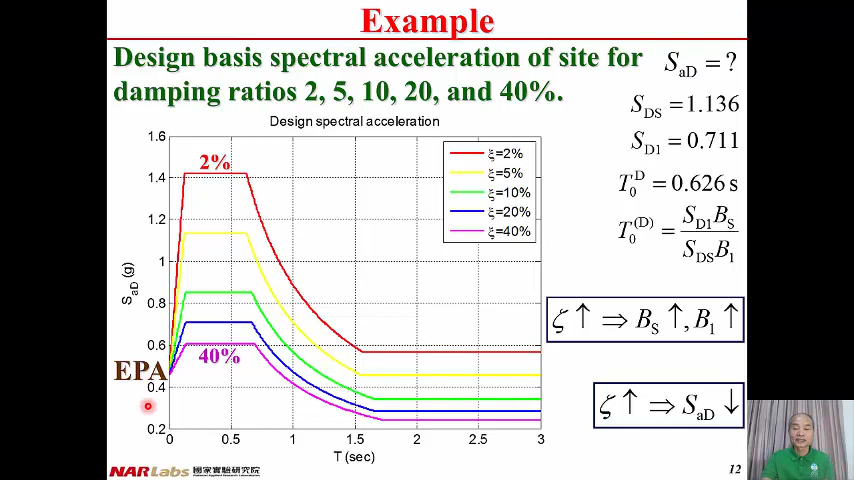 Example
Design basis spectral acceleration of site for
damping ratios 2, 5, 10, 20, and 40%.
S_aD = ?
S_DS = 1.136
S_D1 = 0.711
T_0^D = 0.626 s
T_0^(D) = S_D1 B_S / S_DS B_1
Design spectral acceleration
1.6
1.4
1.2
1
0.8
0.6
0.4
0.2
S_aD (g)
2%
40%
EPA
ξ=2%
ξ=5%
ξ=10%
ξ=20%
ξ=40%
0 0.5 1 1.5 2 2.5 3
T (sec)
ζ ↑ ⇒ B_S ↑, B_1 ↑
ζ ↑ ⇒ S_aD ↓
NARLabs 國家實驗研究院
12